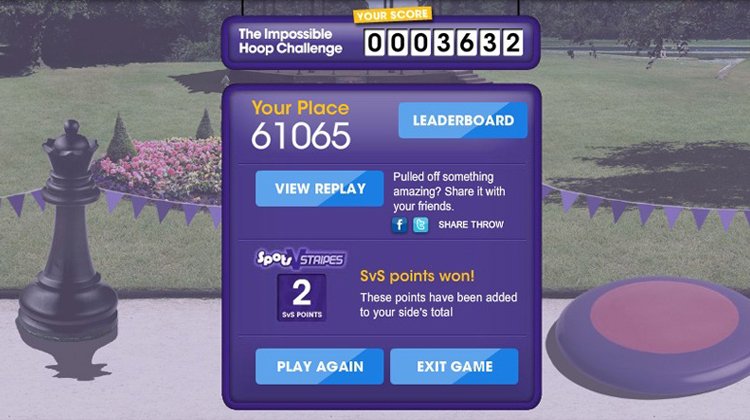 YOUR SCORE
The Impossible
Hoop Challenge
0003632
Your Place
61065
LEADERBOARD
VIEW REPLAY
Pulled off something
amazing? Share it with
your friends.
f t SHARE THROW
Spots V STRIPES
2
SvS POINTS
SvS points won!
These points have been added
to your side's total
PLAY AGAIN
EXIT GAME